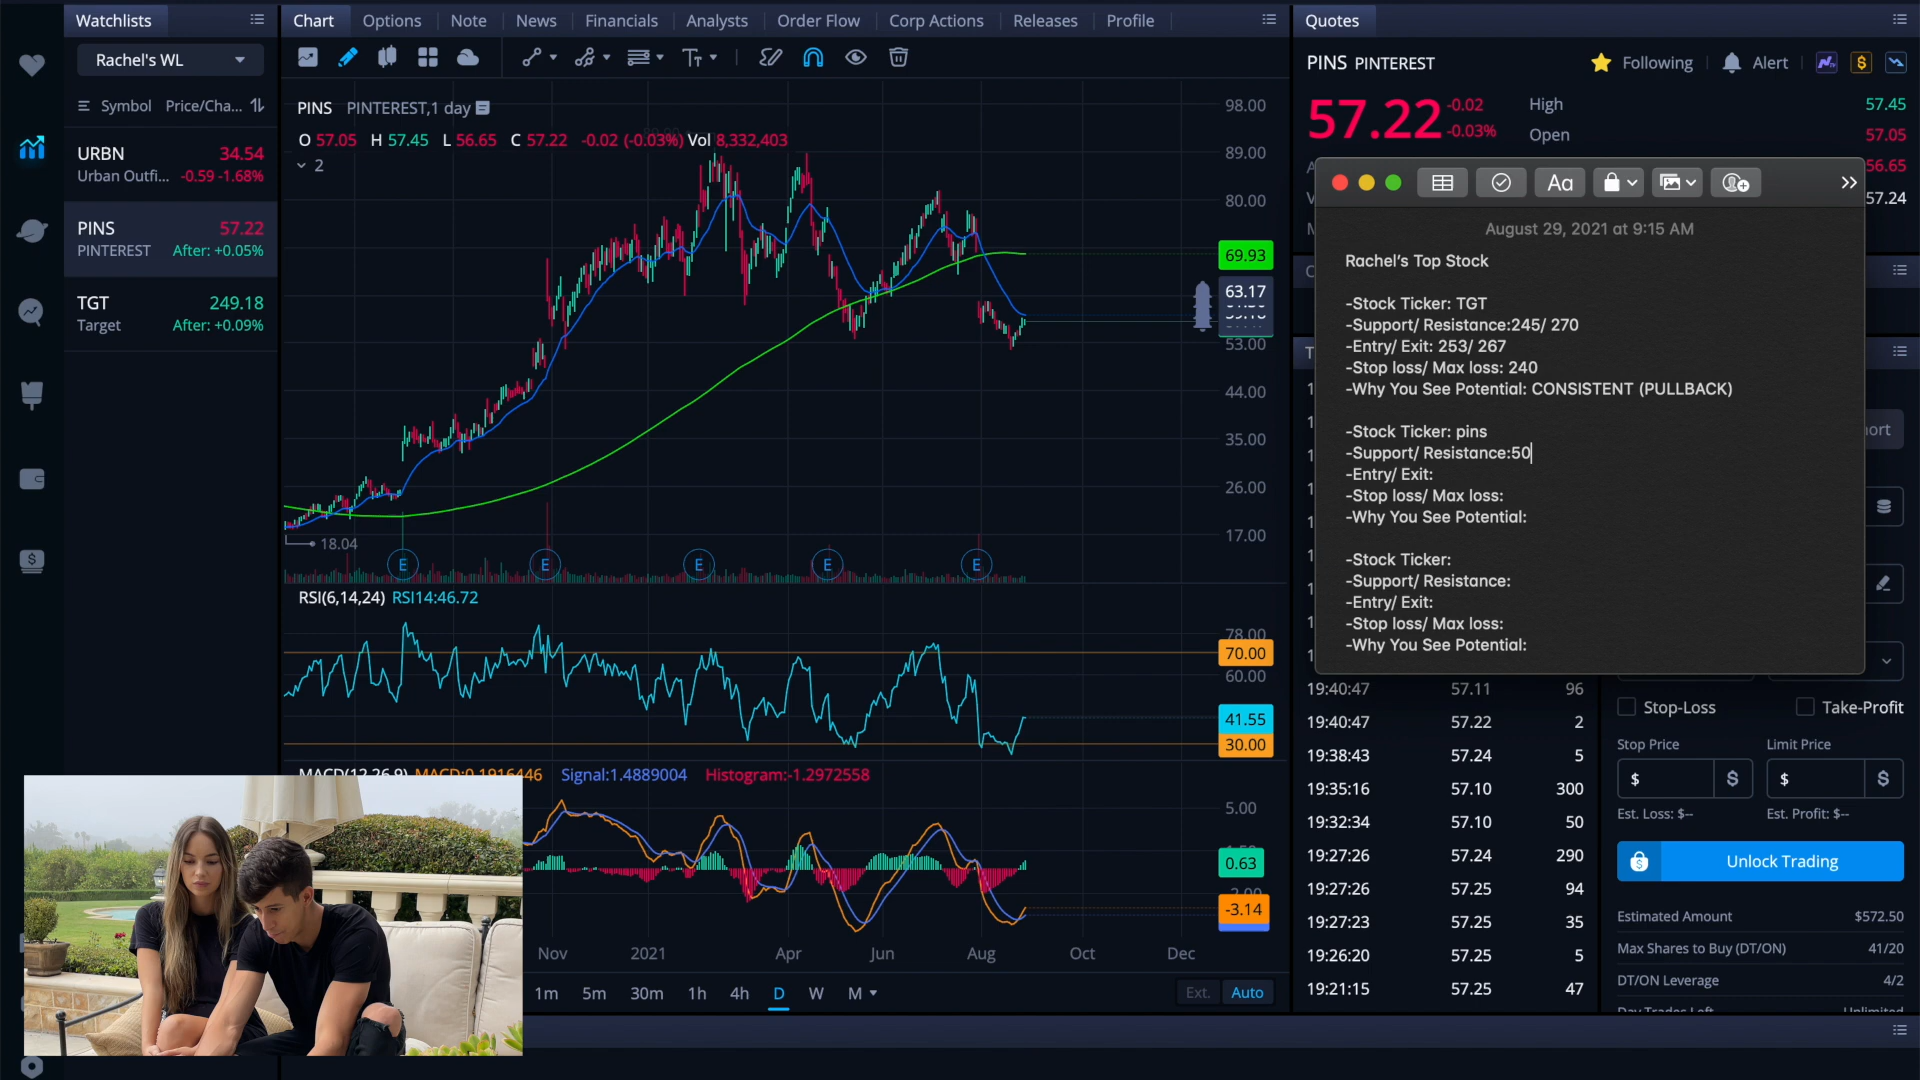 Watchlists
Rachel's WL
Symbol Price/Cha...
URBN 34.54
Urban Outfi... -0.59 -1.68%
PINS 57.22
PINTEREST After: +0.05%
TGT 249.18
Target After: +0.09%
Chart Options Note News Financials Analysts Order Flow Corp Actions Releases Profile
PINS PINTEREST,1 day
O 57.05 H 57.45 L 56.65 C 57.22 -0.02 (-0.03%) Vol 8,332,403
2
98.00
89.00
80.00
69.93
63.17
53.00
44.00
35.00
26.00
17.00
18.04
E E E E E
RSI(6,14,24) RSI14:46.72
78.00
70.00
60.00
41.55
30.00
MACD(12,26,9) MACD:0.1916446 Signal:1.4889004 Histogram:-1.2972558
5.00
0.63
-3.14
Nov 2021 Apr Jun Aug Oct Dec
1m 5m 30m 1h 4h D W M
Ext. Auto
Quotes
PINS PINTEREST Following Alert
57.22 -0.02 -0.03%
High 57.45
Open 57.05
56.65
57.24
August 29, 2021 at 9:15 AM
Rachel's Top Stock
-Stock Ticker: TGT
-Support/ Resistance:245/ 270
-Entry/ Exit: 253/ 267
-Stop loss/ Max loss: 240
-Why You See Potential: CONSISTENT (PULLBACK)
-Stock Ticker: pins
-Support/ Resistance:50
-Entry/ Exit:
-Stop loss/ Max loss:
-Why You See Potential:
-Stock Ticker:
-Support/ Resistance:
-Entry/ Exit:
-Stop loss/ Max loss:
-Why You See Potential:
19:40:47 57.11 96
19:40:47 57.22 2
19:38:43 57.24 5
19:35:16 57.10 300
19:32:34 57.10 50
19:27:26 57.24 290
19:27:26 57.25 94
19:27:23 57.25 35
19:26:20 57.25 5
19:21:15 57.25 47
Stop-Loss Take-Profit
Stop Price Limit Price
$ $ $ $
Est. Loss: $-- Est. Profit: $--
Unlock Trading
Estimated Amount $572.50
Max Shares to Buy (DT/ON) 41/20
DT/ON Leverage 4/2
Day Trades Left Unlimited